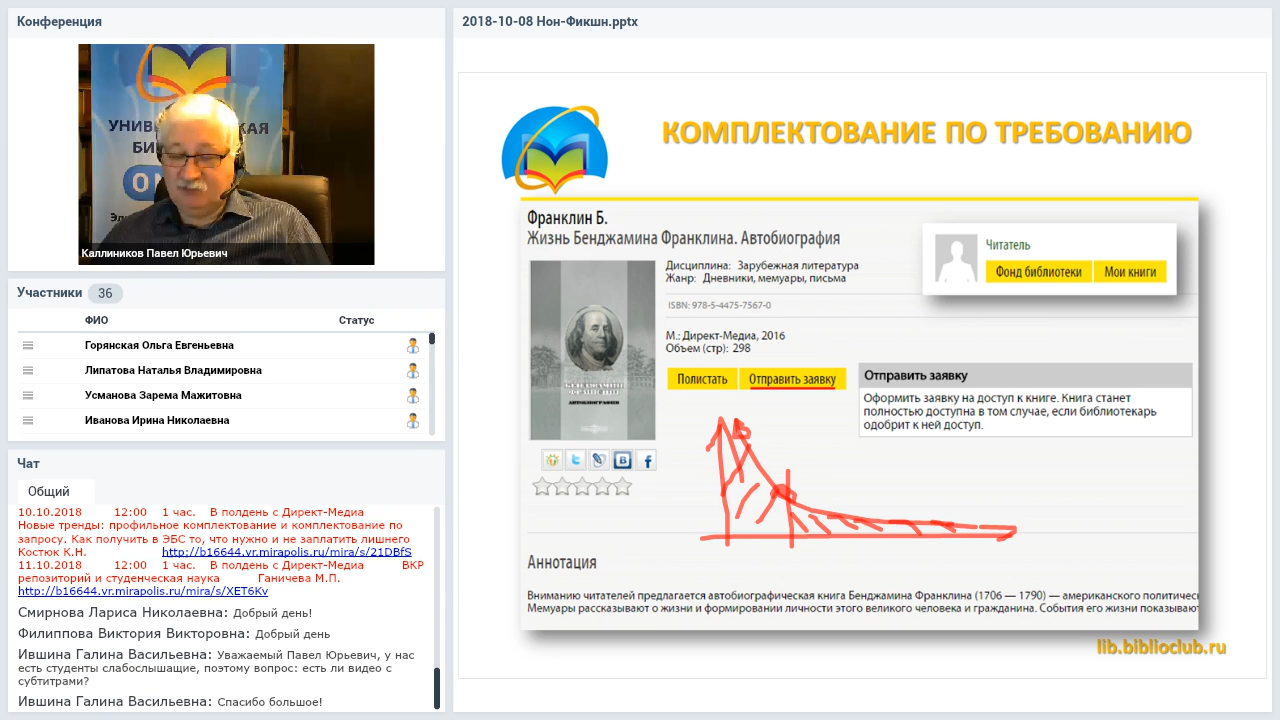 Конференция
УНИВ СКАЯ
БИ
Эл
Каллиников Павел Юрьевич
Участники 36
ФИО Статус
Горянская Ольга Евгеньевна
Липатова Наталья Владимировна
Усманова Зарема Мажитовна
Иванова Ирина Николаевна
Чат
Общий
10.10.2018 12:00 1 час. В полдень с Директ-Медиа
Новые тренды: профильное комплектование и комплектование по
запросу. Как получить в ЭБС то, что нужно и не заплатить лишнего
Костюк К.Н. http://b16644.vr.mirapolis.ru/mira/s/21DBfS
11.10.2018 12:00 1 час. В полдень с Директ-Медиа ВКР
репозиторий и студенческая наука Ганичева М.П.
http://b16644.vr.mirapolis.ru/mira/s/XET6Kv
Смирнова Лариса Николаевна: Добрый день!
Филиппова Виктория Викторовна: Добрый день
Ившина Галина Васильевна: Уважаемый Павел Юрьевич, у нас
есть студенты слабослышащие, поэтому вопрос: есть ли видео с
субтитрами?
Ившина Галина Васильевна: Спасибо большое!
2018-10-08 Нон-Фикшн.pptx
КОМПЛЕКТОВАНИЕ ПО ТРЕБОВАНИЮ
Франклин Б.
Жизнь Бенджамина Франклина. Автобиография
Читатель
Фонд библиотеки Мои книги
Дисциплина: Зарубежная литература
Жанр: Дневники, мемуары, письма
ISBN: 978-5-4475-7567-0
М.: Директ-Медиа, 2016
Объем (стр): 298
Полистать Отправить заявку
Отправить заявку
Оформить заявку на доступ к книге. Книга станет
полностью доступна в том случае, если библиотекарь
одобрит к ней доступ.
БЕНДЖАМИН
ФРАНКЛИН
АВТОБИОГРАФИЯ
Аннотация
Вниманию читателей предлагается автобиографическая книга Бенджамина Франклина (1706 — 1790) — американского политичес
Мемуары рассказывают о жизни и формировании личности этого великого человека и гражданина. События его жизни показываю
lib.biblioclub.ru